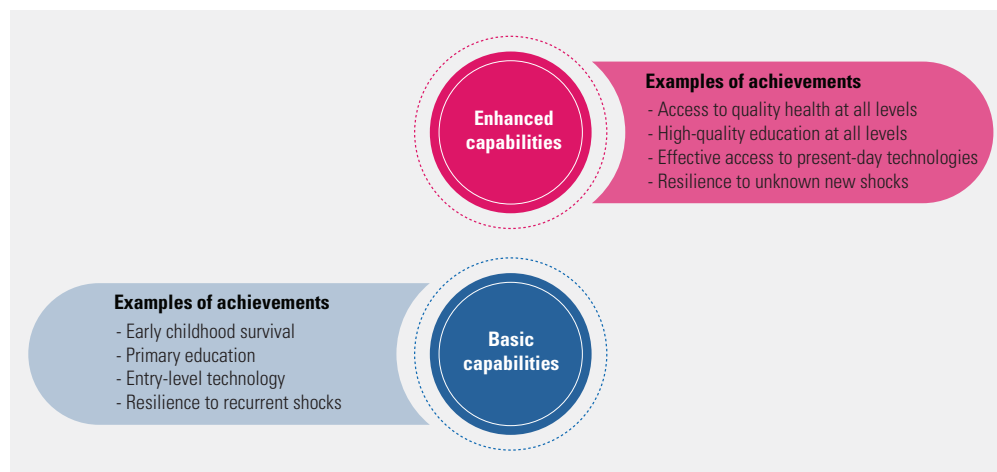 Enhanced
capabilities
Examples of achievements
- Access to quality health at all levels
- High-quality education at all levels
- Effective access to present-day technologies
- Resilience to unknown new shocks
Examples of achievements
- Early childhood survival
- Primary education
- Entry-level technology
- Resilience to recurrent shocks
Basic
capabilities